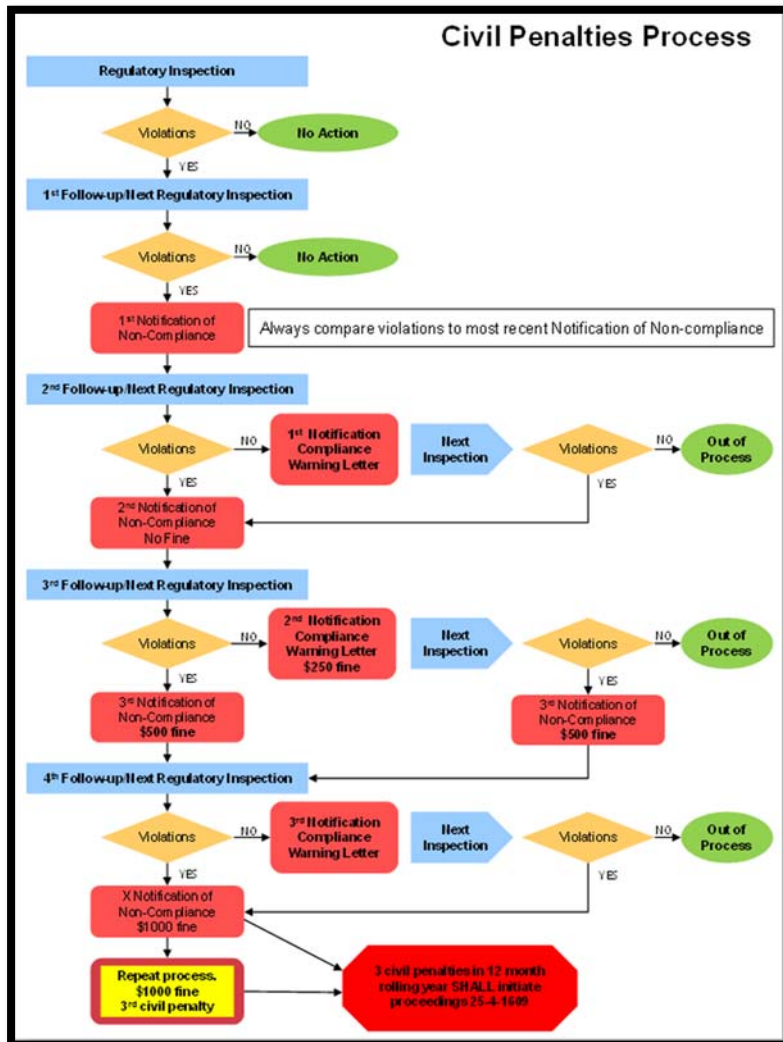 Civil Penalties Process
Regulatory Inspection
Violations
NO
No Action
YES
1st Follow-up/Next Regulatory Inspection
Violations
NO
No Action
YES
1st Notification of
Non-Compliance
Always compare violations to most recent Notification of Non-compliance
2nd Follow-up/Next Regulatory Inspection
Violations
NO
1st Notification
Compliance
Warning Letter
Next
Inspection
Violations
NO
Out of
Process
YES
YES
2nd Notification of
Non-Compliance
No Fine
3rd Follow-up/Next Regulatory Inspection
Violations
NO
2nd Notification
Compliance
Warning Letter
$250 fine
Next
Inspection
Violations
NO
Out of
Process
YES
YES
3rd Notification of
Non-Compliance
$500 fine
3rd Notification of
Non-Compliance
$500 fine
4th Follow-up/Next Regulatory Inspection
Violations
NO
3rd Notification
Compliance
Warning Letter
Next
Inspection
Violations
NO
Out of
Process
YES
YES
X Notification of
Non-Compliance
$1000 fine
Repeat process.
$1000 fine
3rd civil penalty
3 civil penalties in 12 month
rolling year SHALL initiate
proceedings 25-4-1609